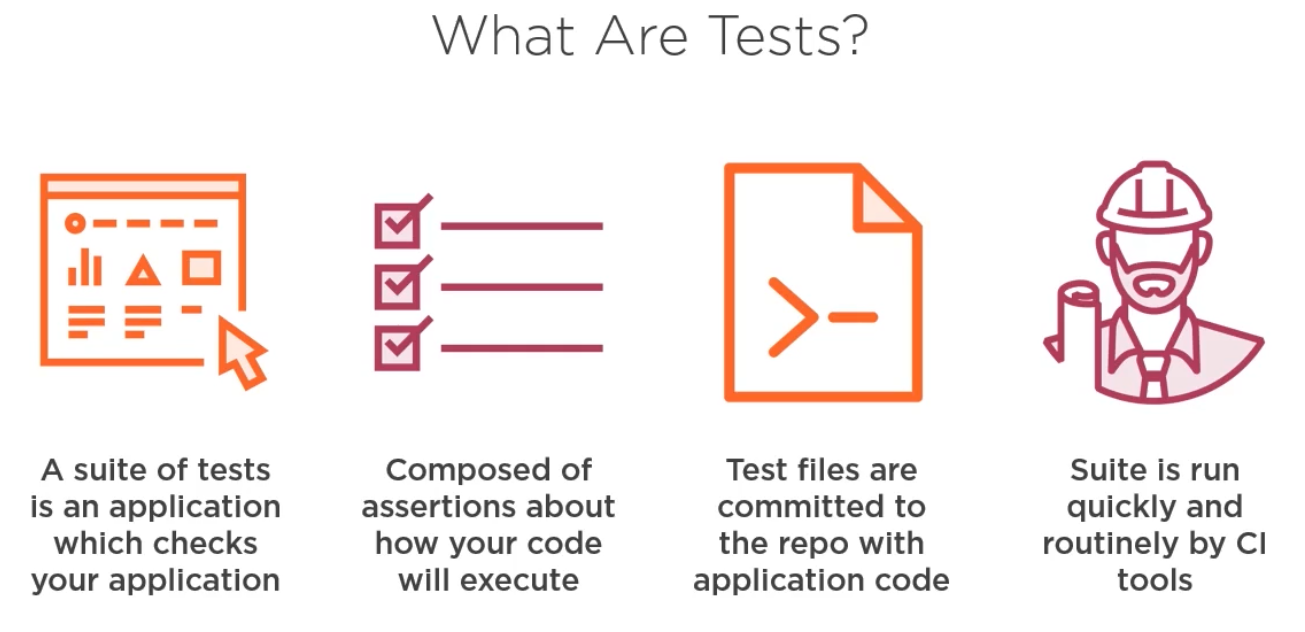 What Are Tests?
A suite of tests
is an application
which checks
your application
Composed of
assertions about
how your code
will execute
Test files are
committed to
the repo with
application code
Suite is run
quickly and
routinely by CI
tools